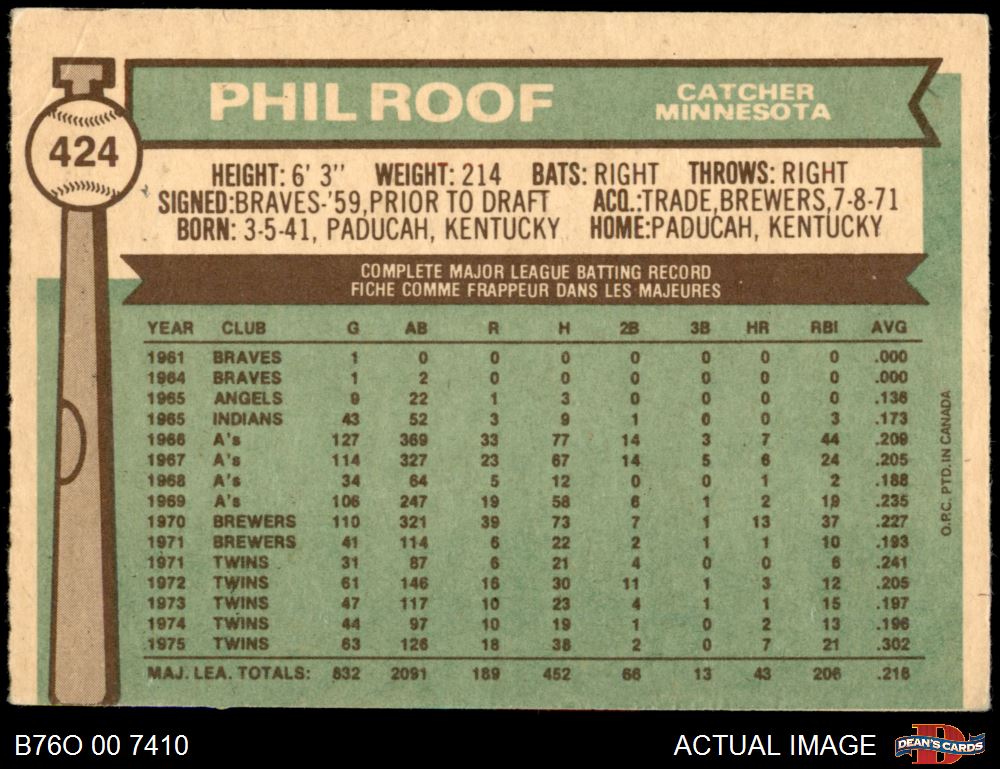 PHIL ROOF
CATCHER
MINNESOTA
424
HEIGHT: 6' 3" WEIGHT: 214 BATS: RIGHT THROWS: RIGHT
SIGNED:BRAVES-'59,PRIOR TO DRAFT ACQ.:TRADE,BREWERS,7-8-71
BORN: 3-5-41, PADUCAH, KENTUCKY HOME:PADUCAH, KENTUCKY
COMPLETE MAJOR LEAGUE BATTING RECORD
FICHE COMME FRAPPEUR DANS LES MAJEURES
YEAR CLUB G AB R H 2B 3B HR RBI AVG
1961 BRAVES 1 0 0 0 0 0 0 0 .000
1964 BRAVES 1 2 0 0 0 0 0 0 .000
1965 ANGELS 9 22 1 3 0 0 0 0 .136
1965 INDIANS 43 52 3 9 1 0 0 3 .173
1966 A's 127 369 33 77 14 3 7 44 .209
1967 A's 114 327 23 67 14 5 6 24 .205
1968 A's 34 64 5 12 0 0 1 2 .188
1969 A's 106 247 19 58 6 1 2 19 .235
1970 BREWERS 110 321 39 73 7 1 13 37 .227
1971 BREWERS 41 114 6 22 2 1 1 10 .193
1971 TWINS 31 87 6 21 4 0 0 6 .241
1972 TWINS 61 146 16 30 11 1 3 12 .205
1973 TWINS 47 117 10 23 4 1 1 15 .197
1974 TWINS 44 97 10 19 1 0 2 13 .196
1975 TWINS 63 126 18 38 2 0 7 21 .302
MAJ. LEA. TOTALS: 832 2091 189 452 66 13 43 206 .216
O.P.C. PTD. IN CANADA
B76O 00 7410
ACTUAL IMAGE
D
DEAN'S CARDS